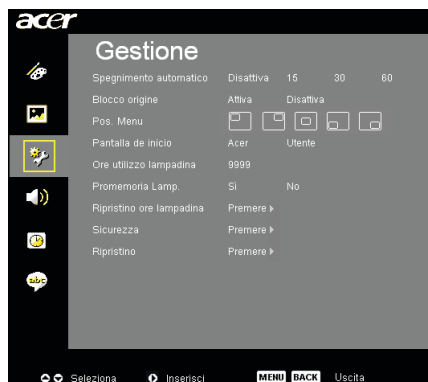 acer
Gestione
Spegnimento automatico Disattiva 15 30 60
Blocco origine Attiva Disattiva
Pos. Menu
Pantalla de inicio Acer Utente
Ore utilizzo lampadina 9999
Promemoria Lamp. Sì No
Ripristino ore lampadina Premere
Sicurezza Premere
Ripristino Premere
abc
Seleziona Inserisci MENU BACK Uscita